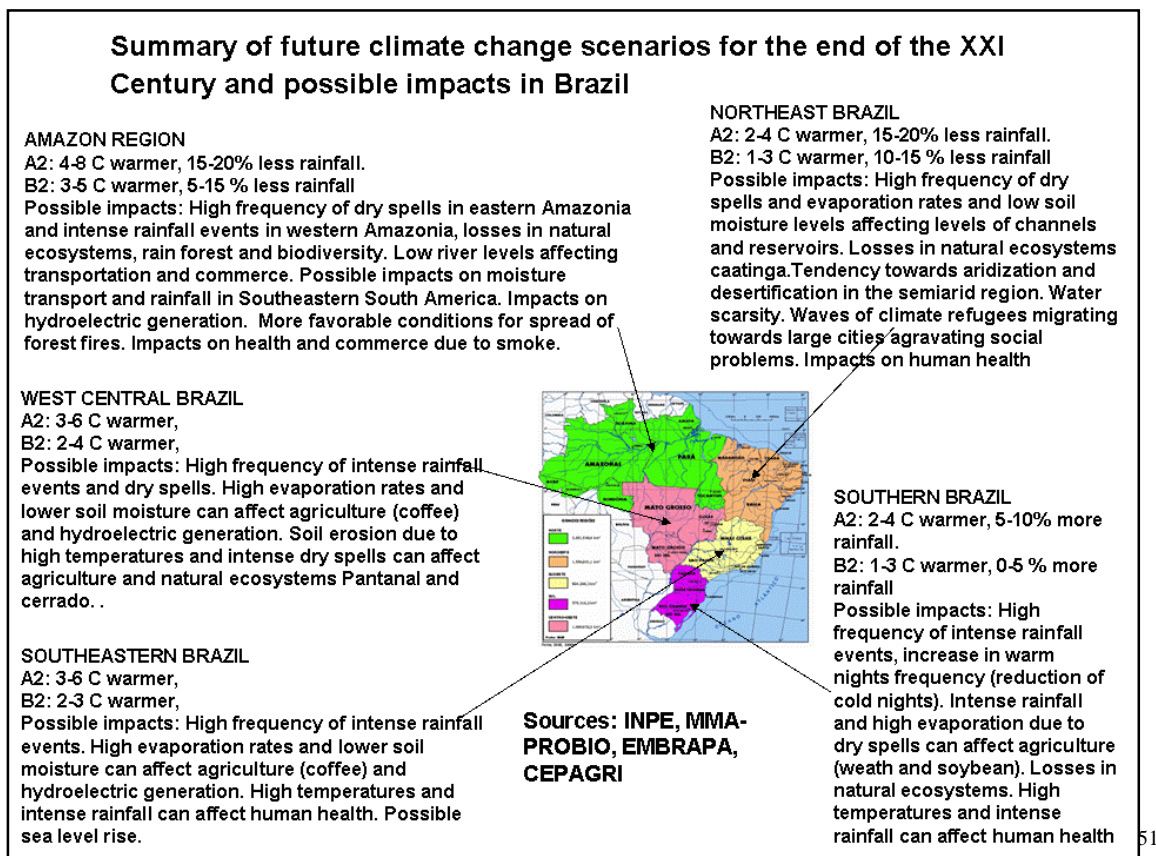 Summary of future climate change scenarios for the end of the XXI
Century and possible impacts in Brazil
AMAZON REGION
A2: 4-8 C warmer, 15-20% less rainfall.
B2: 3-5 C warmer, 5-15 % less rainfall
Possible impacts: High frequency of dry spells in eastern Amazonia
and intense rainfall events in western Amazonia, losses in natural
ecosystems, rain forest and biodiversity. Low river levels affecting
transportation and commerce. Possible impacts on moisture
transport and rainfall in Southeastern South America. Impacts on
hydroelectric generation. More favorable conditions for spread of
forest fires. Impacts on health and commerce due to smoke.
NORTHEAST BRAZIL
A2: 2-4 C warmer, 15-20% less rainfall.
B2: 1-3 C warmer, 10-15 % less rainfall
Possible impacts: High frequency of dry
spells and evaporation rates and low soil
moisture levels affecting levels of channels
and reservoirs. Losses in natural ecosystems
caatinga.Tendency towards aridization and
desertification in the semiarid region. Water
scarsity. Waves of climate refugees migrating
towards large cities agravating social
problems. Impacts on human health
WEST CENTRAL BRAZIL
A2: 3-6 C warmer,
B2: 2-4 C warmer,
Possible impacts: High frequency of intense rainfall
events and dry spells. High evaporation rates and
lower soil moisture can affect agriculture (coffee)
and hydroelectric generation. Soil erosion due to
high temperatures and intense dry spells can affect
agriculture and natural ecosystems Pantanal and
cerrado. .
AMAZONAS
PARÁ
MATO GROSSO
MATO GROSSO
MINAS GERAIS
SOUTHEASTERN BRAZIL
A2: 3-6 C warmer,
B2: 2-3 C warmer,
Possible impacts: High frequency of intense rainfall
events. High evaporation rates and lower soil
moisture can affect agriculture (coffee) and
hydroelectric generation. High temperatures and
intense rainfall can affect human health. Possible
sea level rise.
Sources: INPE, MMA-
PROBIO, EMBRAPA,
CEPAGRI
SOUTHERN BRAZIL
A2: 2-4 C warmer, 5-10% more
rainfall.
B2: 1-3 C warmer, 0-5 % more
rainfall
Possible impacts: High
frequency of intense rainfall
events, increase in warm
nights frequency (reduction of
cold nights). Intense rainfall
and high evaporation due to
dry spells can affect agriculture
(weath and soybean). Losses in
natural ecosystems. High
temperatures and intense
rainfall can affect human health
51